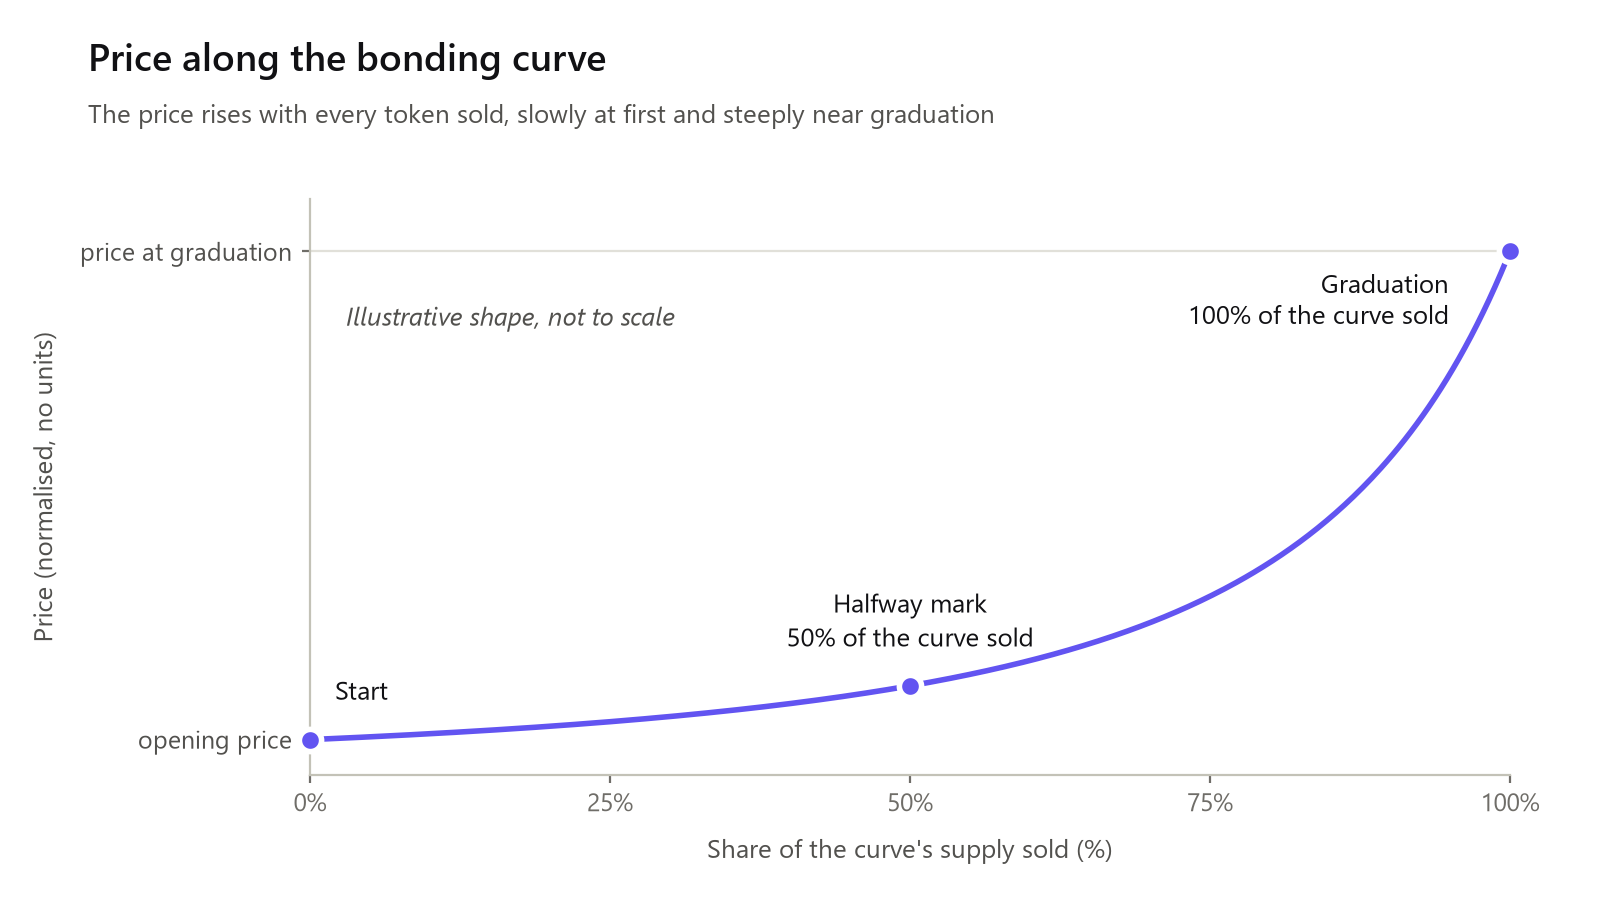 Price along the bonding curve
The price rises with every token sold, slowly at first and steeply near graduation
price at graduation
Graduation
100% of the curve sold
Illustrative shape, not to scale
Price (normalised, no units)
Halfway mark
50% of the curve sold
Start
opening price
0%
25%
50%
75%
100%
Share of the curve's supply sold (%)